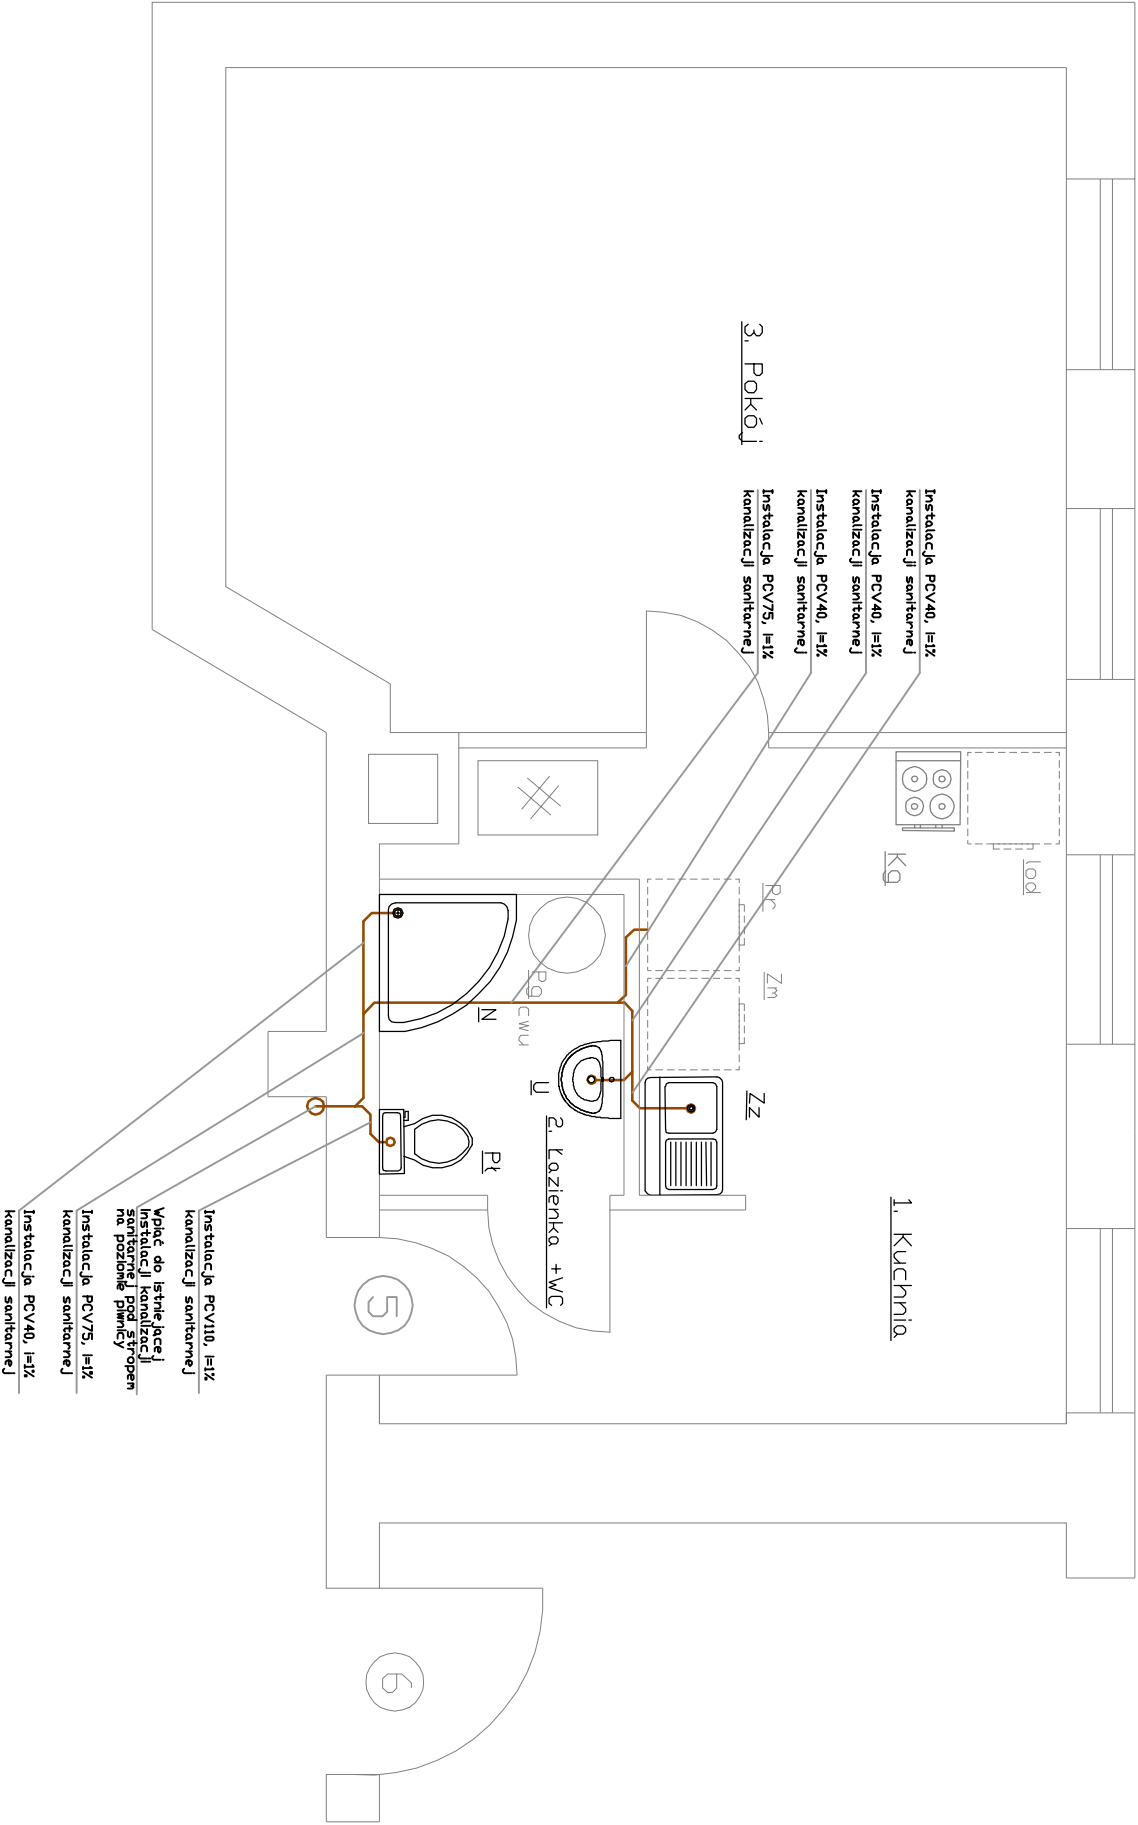 Instalacja PCV40, i=1%
kanalizacji sanitarnej
Instalacja PCV40, i=1%
kanalizacji sanitarnej
Instalacja PCV40, i=1%
kanalizacji sanitarnej
Instalacja PCV75, i=1%
kanalizacji sanitarnej
3. Pokój
lod
Kg
Pr
Zm
Zz
1. Kuchnia
Pg
cwu
N
U
2. Łazienka +WC
Pł
Instalacja PCV110, i=1%
kanalizacji sanitarnej
Wpiąć do istniejącej
instalacji kanalizacji
sanitarnej pod stropem
na poziomie piwnicy
Instalacja PCV75, i=1%
kanalizacji sanitarnej
Instalacja PCV40, i=1%
kanalizacji sanitarnej
5
6